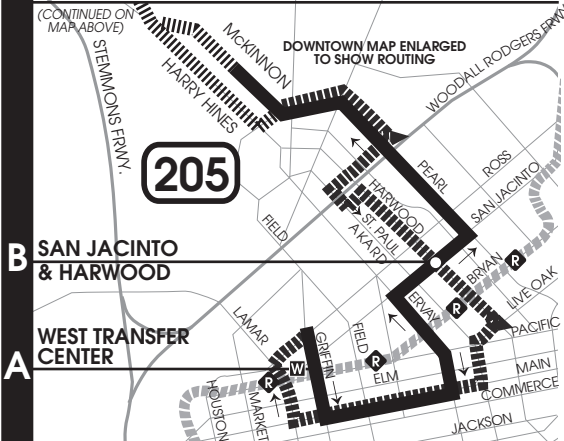 (CONTINUED ON
MAP ABOVE)
STEMMONS FRWY.
McKINNON
HARRY HINES
DOWNTOWN MAP ENLARGED
TO SHOW ROUTING
WOODALL RODGERS FRWY
205
PEARL
ROSS
SAN JACINTO
HARWOOD
ST. PAUL
AKARD
FIELD
B
SAN JACINTO
& HARWOOD
BRYAN
R
LIVE OAK
ERVAY
R
PACIFIC
LAMAR
A
WEST TRANSFER
CENTER
GRIFFIN
FIELD
W
R
R
ELM
MAIN
COMMERCE
HOUSTON
MARKET
JACKSON